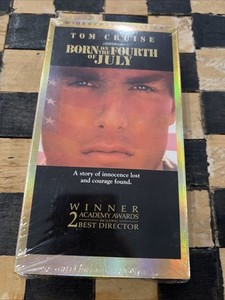 TOM CRUISE
BORN ON THE FOURTH
OF JULY
A story of innocence lost
and courage found.
WINNER
2 ACADEMY AWARDS
INCLUDING
BEST DIRECTOR